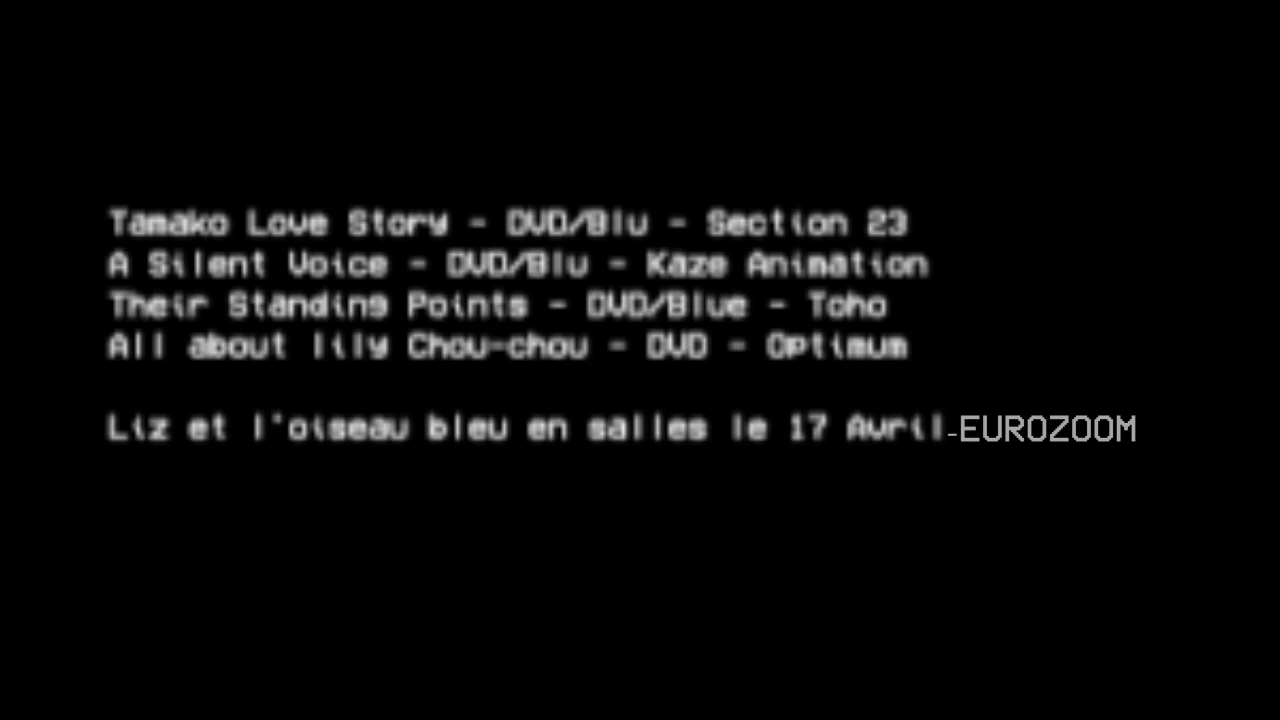 Tamako Love Story - DVD/Blu - Section 23
A Silent Voice - DVD/Blu - Kaze Animation
Their Standing Points - DVD/Blue - Toho
All about lily Chou-chou - DVD - Optimum
Liz et l'oiseau bleu en salles le 17 Avril-EUROZOOM